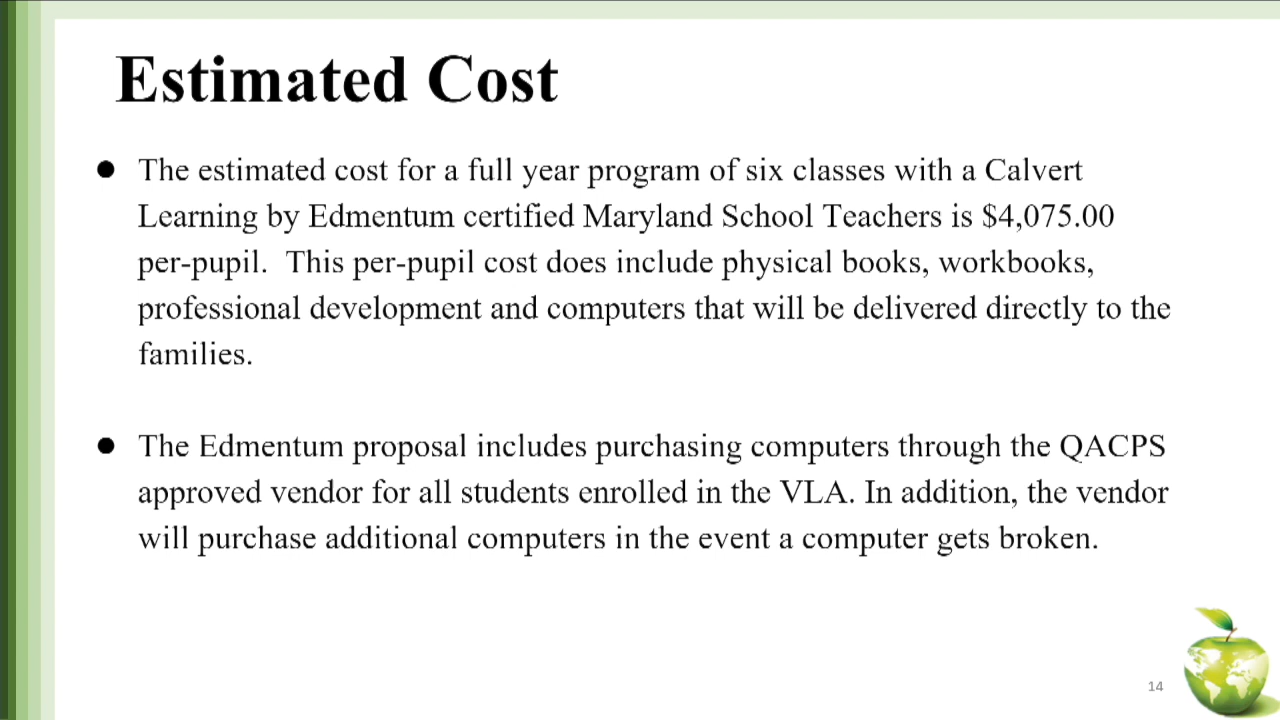 Estimated Cost
● The estimated cost for a full year program of six classes with a Calvert
Learning by Edmentum certified Maryland School Teachers is $4,075.00
per-pupil.  This per-pupil cost does include physical books, workbooks,
professional development and computers that will be delivered directly to the
families.
● The Edmentum proposal includes purchasing computers through the QACPS
approved vendor for all students enrolled in the VLA. In addition, the vendor
will purchase additional computers in the event a computer gets broken.
14